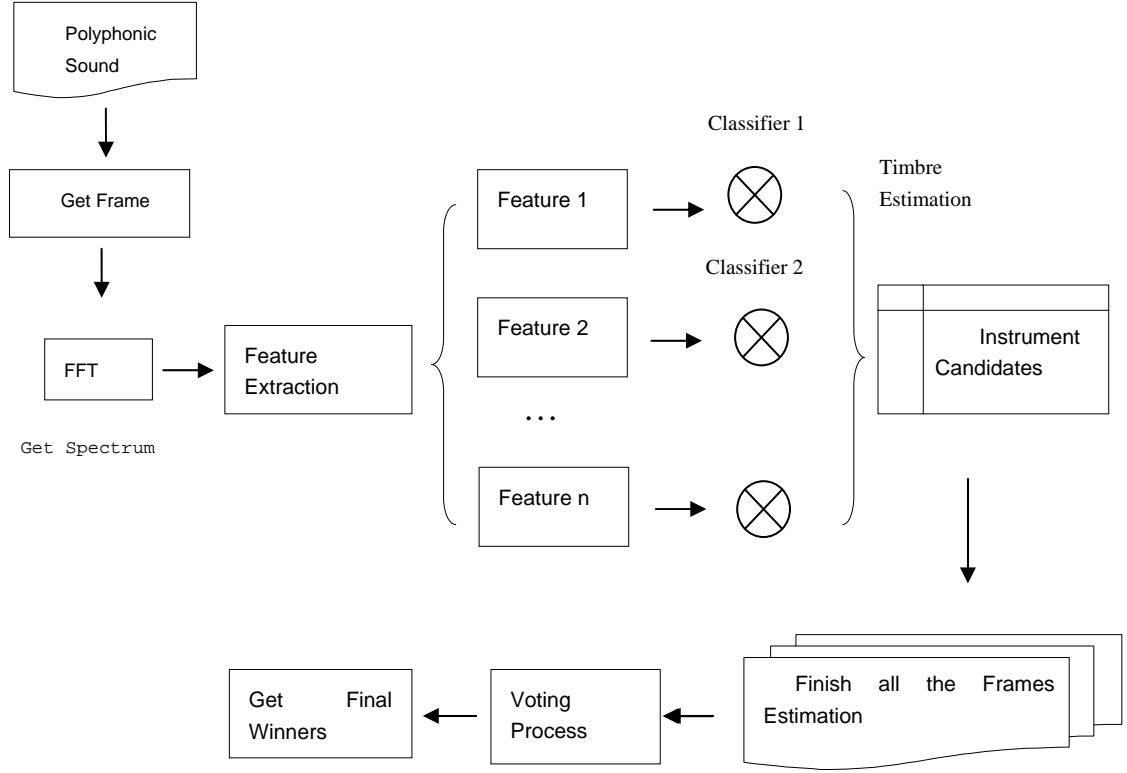 Polyphonic
Sound
Get Frame
FFT
Get Spectrum
Feature
Extraction
Feature 1
Feature 2
...
Feature n
Classifier 1
Classifier 2
Timbre
Estimation
Instrument
Candidates
Finish all the Frames
Estimation
Voting
Process
Get Final
Winners